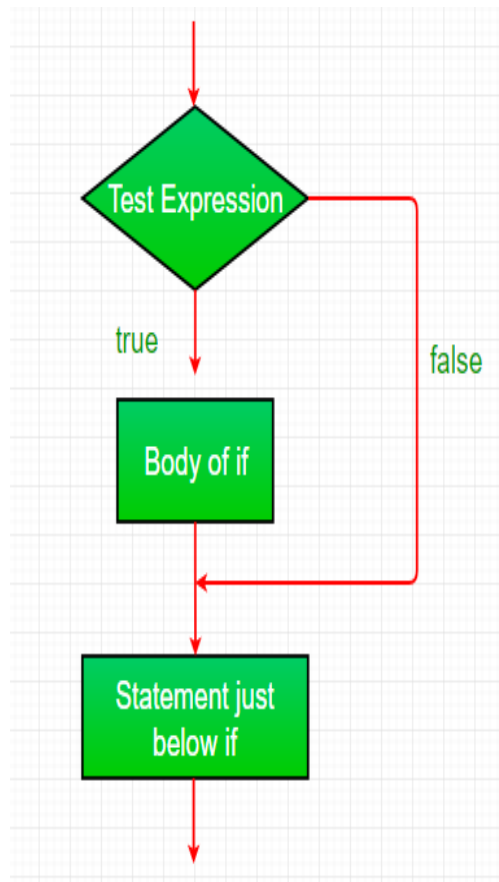 Test Expression
true
false
Body of if
Statement just
below if